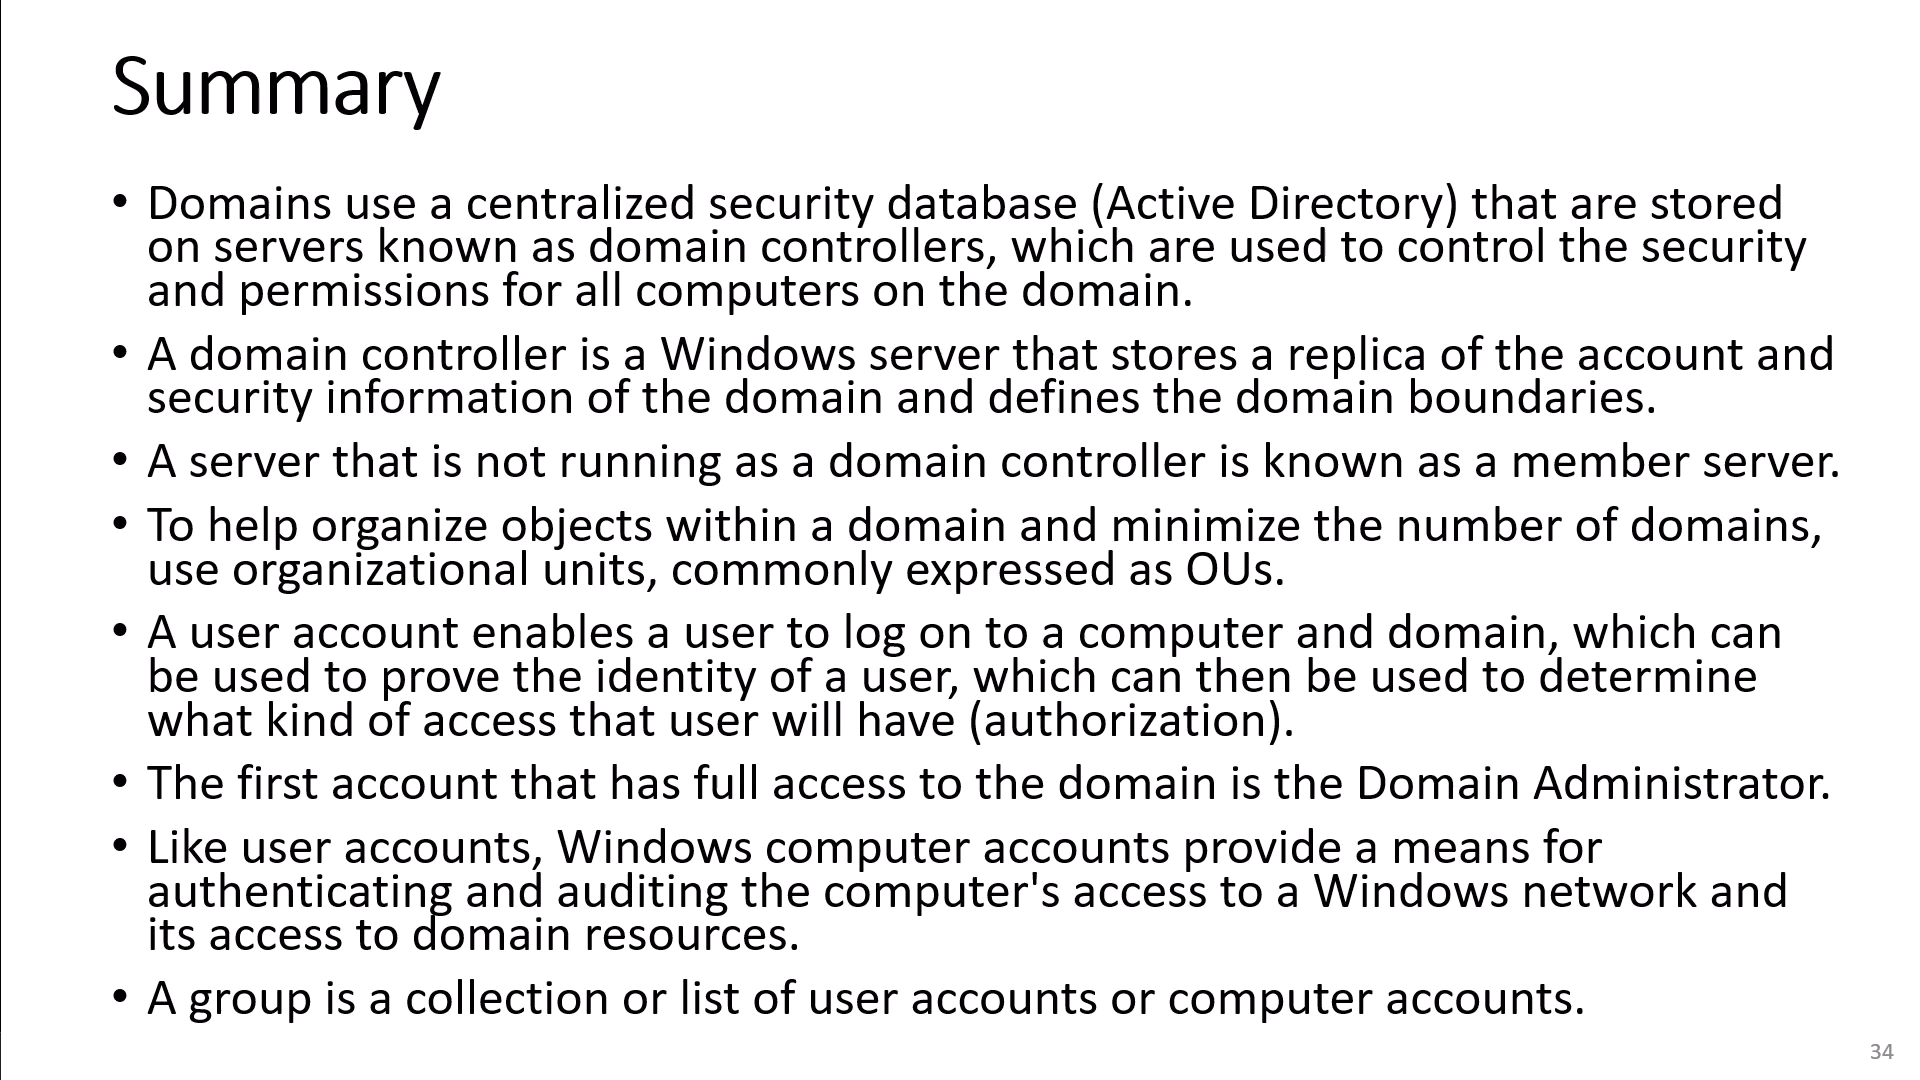 Summary
• Domains use a centralized security database (Active Directory) that are stored
on servers known as domain controllers, which are used to control the security
and permissions for all computers on the domain.
• A domain controller is a Windows server that stores a replica of the account and
security information of the domain and defines the domain boundaries.
• A server that is not running as a domain controller is known as a member server.
• To help organize objects within a domain and minimize the number of domains,
use organizational units, commonly expressed as OUs.
• A user account enables a user to log on to a computer and domain, which can
be used to prove the identity of a user, which can then be used to determine
what kind of access that user will have (authorization).
• The first account that has full access to the domain is the Domain Administrator.
• Like user accounts, Windows computer accounts provide a means for
authenticating and auditing the computer's access to a Windows network and
its access to domain resources.
• A group is a collection or list of user accounts or computer accounts.
34